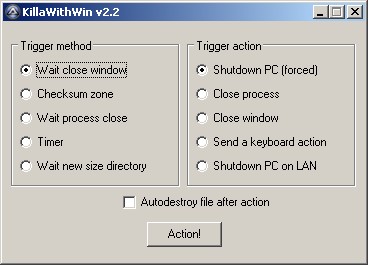 KillaWithWin v2.2
Trigger method
Wait close window
Checksum zone
Wait process close
Timer
Wait new size directory
Trigger action
Shutdown PC (forced)
Close process
Close window
Send a keyboard action
Shutdown PC on LAN
Autodestroy file after action
Action!